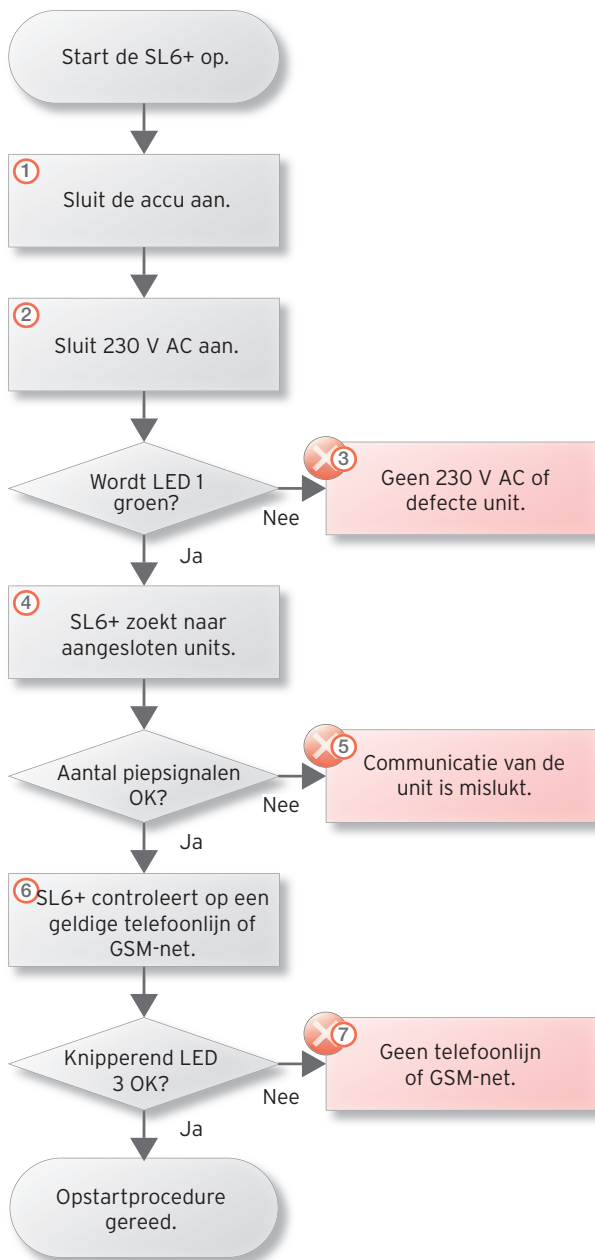 Start de SL6+ op.
1
Sluit de accu aan.
2
Sluit 230 V AC aan.
Wordt LED 1
groen?
Nee
3
Geen 230 V AC of
defecte unit.
Ja
4
SL6+ zoekt naar
aangesloten units.
Aantal piepsignalen
OK?
Nee
5
Communicatie van de
unit is mislukt.
Ja
6
SL6+ controleert op een
geldige telefoonlijn of
GSM-net.
Knipperend LED
3 OK?
Nee
7
Geen telefoonlijn
of GSM-net.
Ja
Opstartprocedure
gereed.